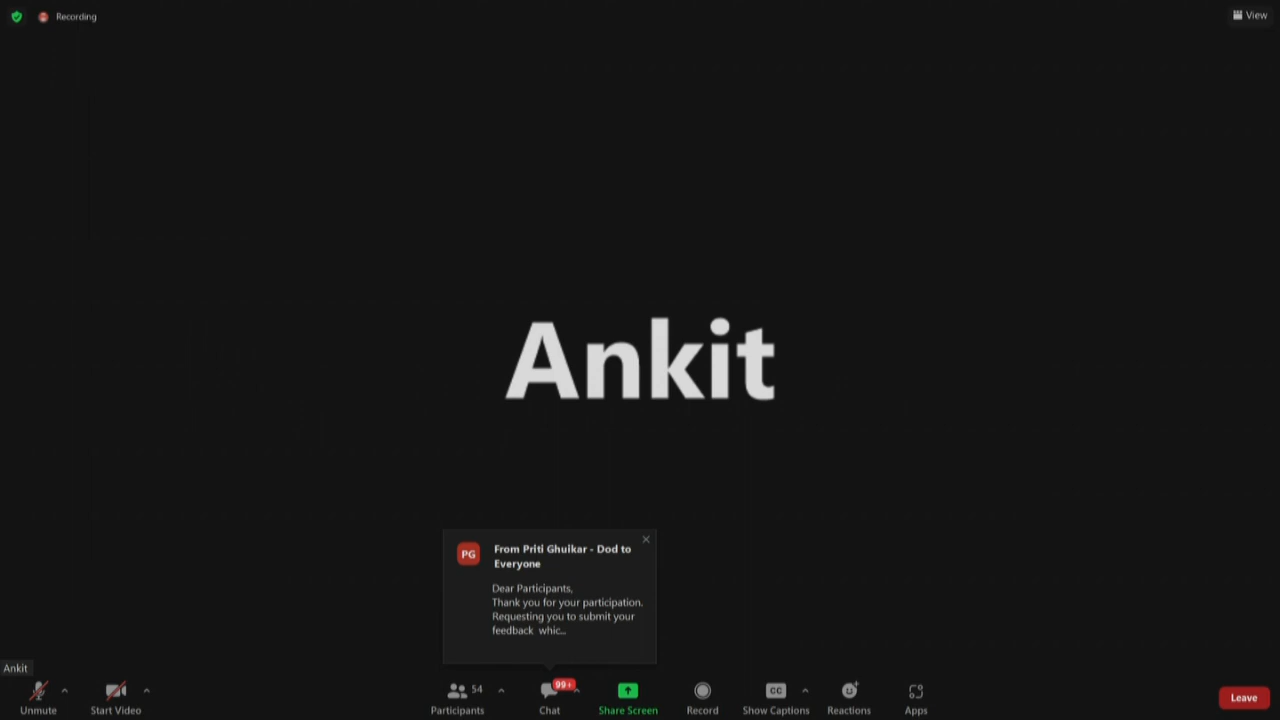 Recording
View
Ankit
PG
From Priti Ghuikar - Dod to
Everyone
Dear Participants,
Thank you for your participation.
Requesting you to submit your
feedback whic...
Ankit
54
99+
CC
Unmute
Start Video
Participants
Chat
Share Screen
Record
Show Captions
Reactions
Apps
Leave